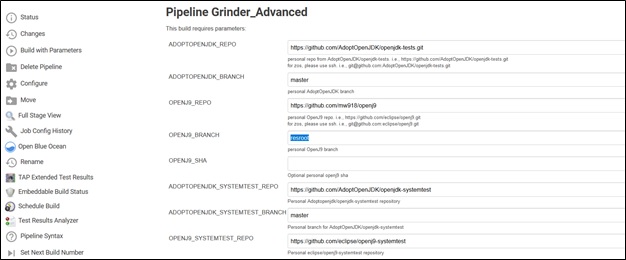 Status
Changes
Build with Parameters
Delete Pipeline
Configure
Move
Full Stage View
Job Config History
Open Blue Ocean
Rename
TAP Extended Test Results
Embeddable Build Status
Schedule Build
Test Results Analyzer
Pipeline Syntax
Set Next Build Number
Pipeline Grinder_Advanced
This build requires parameters:
ADOPTOPENJDK_REPO
https://github.com/AdoptOpenJDK/openjdk-tests.git
personal repo from AdoptOpenJDK/openjdk-tests. i.e., https://github.com/AdoptOpenJDK/openjdk-tests.git
for zos, please use ssh. i.e., git@github.com:AdoptOpenJDK/openjdk-tests.git
ADOPTOPENJDK_BRANCH
master
personal AdoptOpenJDK branch
OPENJ9_REPO
https://github.com/mw918/openj9
personal OpenJ9 repo. i.e., https://github.com/eclipse/openj9.git
for zos, please use ssh. i.e., git@github.com:eclipse/openj9.git
OPENJ9_BRANCH
resroot
personal OpenJ9 branch
OPENJ9_SHA
Optional personal openj9 sha
ADOPTOPENJDK_SYSTEMTEST_REPO
https://github.com/AdoptOpenJDK/openjdk-systemtest
Personal Adoptopenjdk/openjdk-systemtest repository
ADOPTOPENJDK_SYSTEMTEST_BRANCH
master
Personal branch for AdoptOpenJDK/openjdk-systemtest
OPENJ9_SYSTEMTEST_REPO
https://github.com/eclipse/openj9-systemtest
Personal eclipse/openj9-systemtest repository